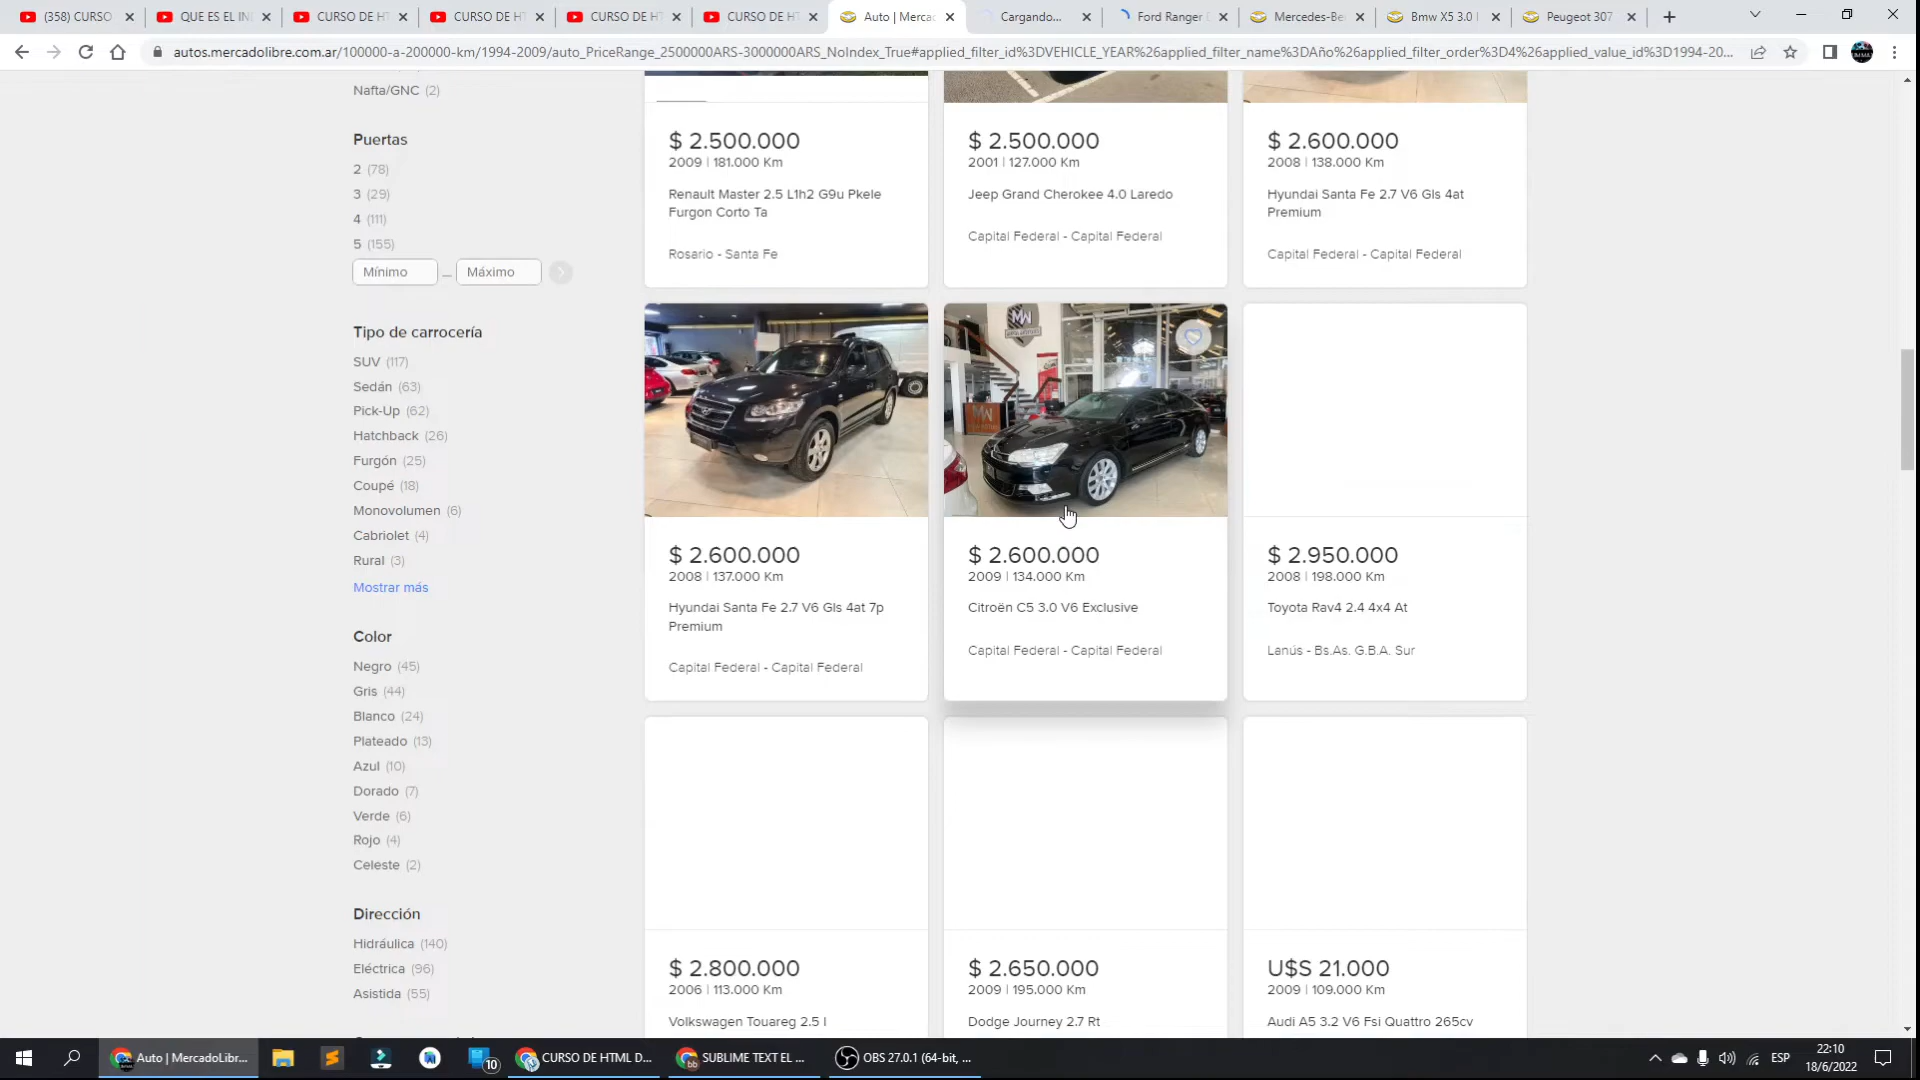 (358) CURSO
QUE ES EL IN
CURSO DE HT
CURSO DE HT
CURSO DE HT
CURSO DE HT
Auto | Merca
Cargando...
Ford Ranger
Mercedes-Be
Bmw X5 3.0
Peugeot 307
autos.mercadolibre.com.ar/100000-a-200000-km/1994-2009/auto_PriceRange_2500000ARS-3000000ARS_NoIndex_True#applied_filter_id%3DVEHICLE_YEAR%26applied_filter_name%3DAño%26applied_filter_order%3D4%26applied_value_id%3D1994-20...
Nafta/GNC (2)
Puertas
2 (78)
3 (29)
4 (111)
5 (155)
Mínimo
Máximo
Tipo de carrocería
SUV (117)
Sedán (63)
Pick-Up (62)
Hatchback (26)
Furgón (25)
Coupé (18)
Monovolumen (6)
Cabriolet (4)
Rural (3)
Mostrar más
Color
Negro (45)
Gris (44)
Blanco (24)
Plateado (13)
Azul (10)
Dorado (7)
Verde (6)
Rojo (4)
Celeste (2)
Dirección
Hidráulica (140)
Eléctrica (96)
Asistida (55)
$ 2.500.000
2009 | 181.000 Km
Renault Master 2.5 L1h2 G9u Pkele
Furgon Corto Ta
Rosario - Santa Fe
$ 2.500.000
2001 | 127.000 Km
Jeep Grand Cherokee 4.0 Laredo
Capital Federal - Capital Federal
$ 2.600.000
2008 | 138.000 Km
Hyundai Santa Fe 2.7 V6 Gls 4at
Premium
Capital Federal - Capital Federal
$ 2.600.000
2008 | 137.000 Km
Hyundai Santa Fe 2.7 V6 Gls 4at 7p
Premium
Capital Federal - Capital Federal
MW
MW
$ 2.600.000
2009 | 134.000 Km
Citroën C5 3.0 V6 Exclusive
Capital Federal - Capital Federal
$ 2.950.000
2008 | 198.000 Km
Toyota Rav4 2.4 4x4 At
Lanús - Bs.As. G.B.A. Sur
$ 2.800.000
2006 | 113.000 Km
Volkswagen Touareg 2.5 I
$ 2.650.000
2009 | 195.000 Km
Dodge Journey 2.7 Rt
U$S 21.000
2009 | 109.000 Km
Audi A5 3.2 V6 Fsi Quattro 265cv
Auto | MercadoLibr...
10
CURSO DE HTML D...
bb
SUBLIME TEXT EL ...
OBS 27.0.1 (64-bit, ...
ESP
22:10
18/6/2022